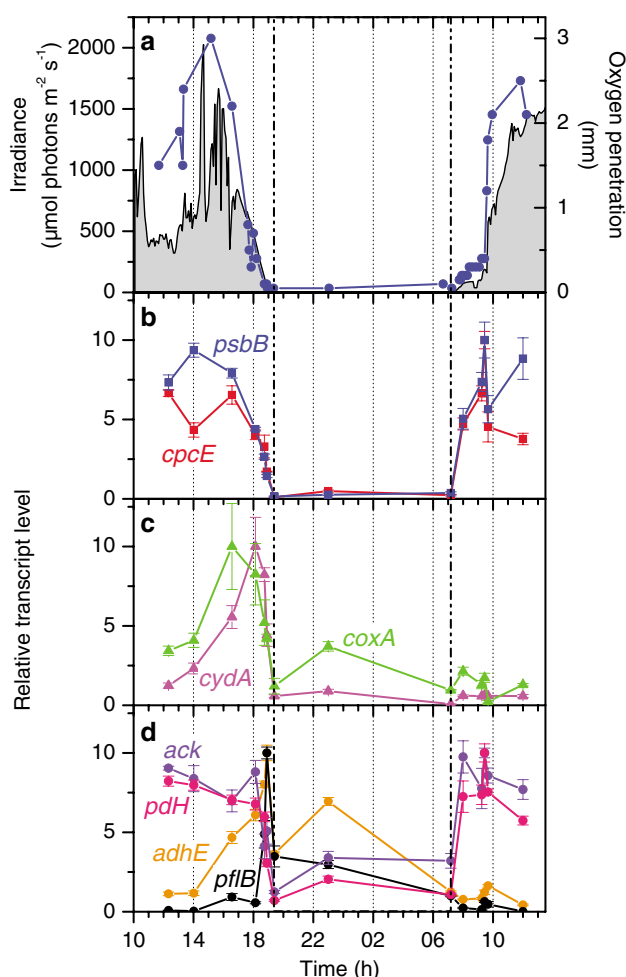 a
2000
1500
1000
500
0
Irradiance
(µmol photons m⁻² s⁻¹)
3
2
1
0
Oxygen penetration
(mm)
b
psbB
cpcE
10
5
0
c
coxA
cydA
10
5
0
Relative transcript level
d
ack
pdH
adhE
pflB
10
5
0
10 14 18 22 02 06 10
Time (h)